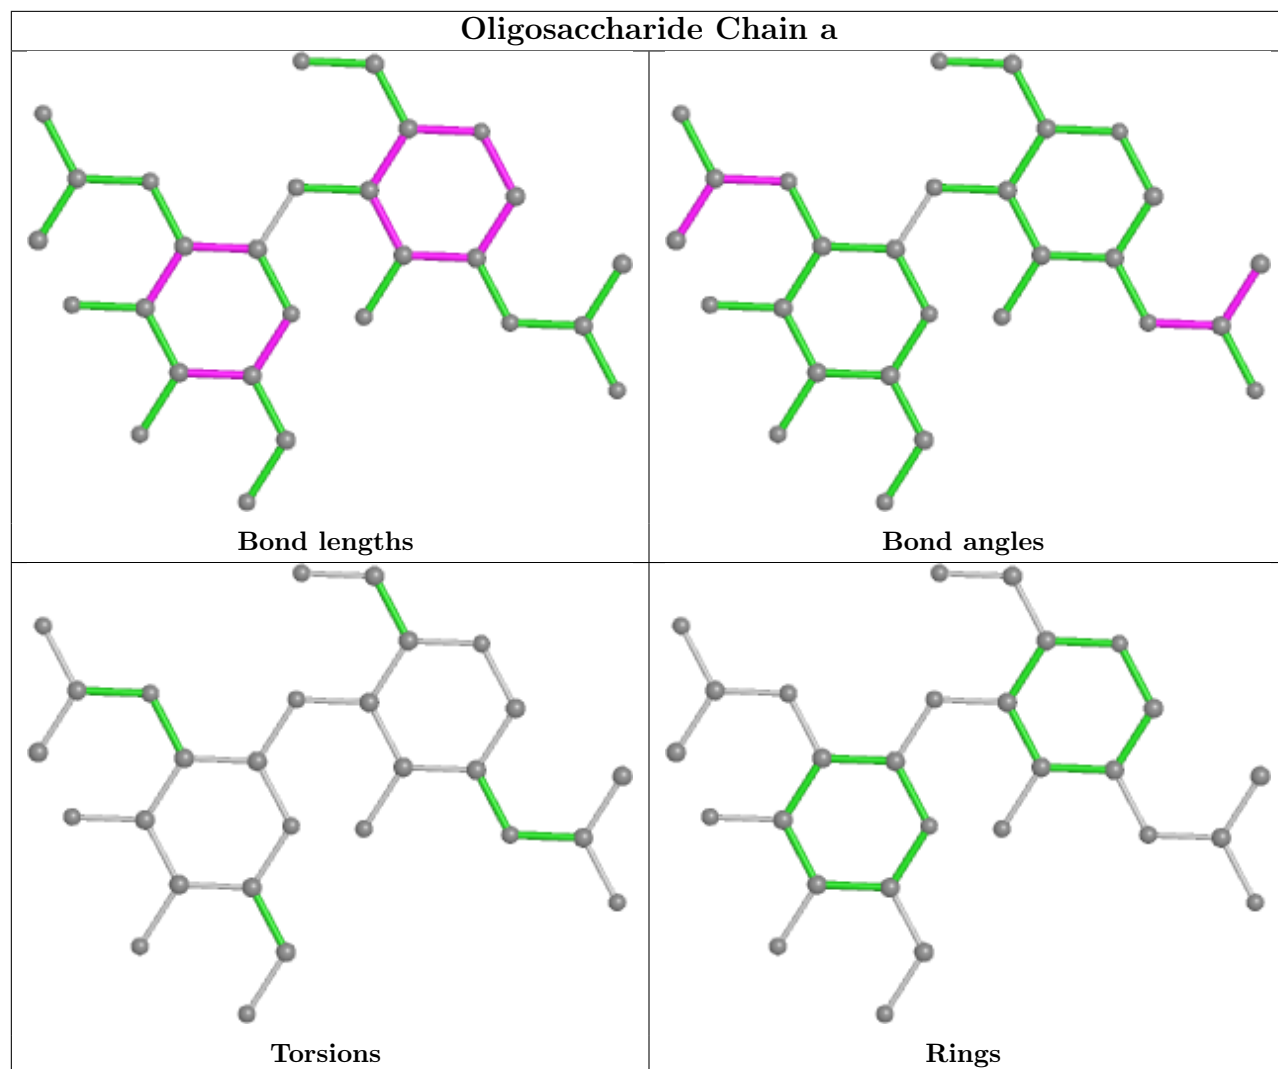 Oligosaccharide Chain a
Bond lengths
Bond angles
Torsions
Rings